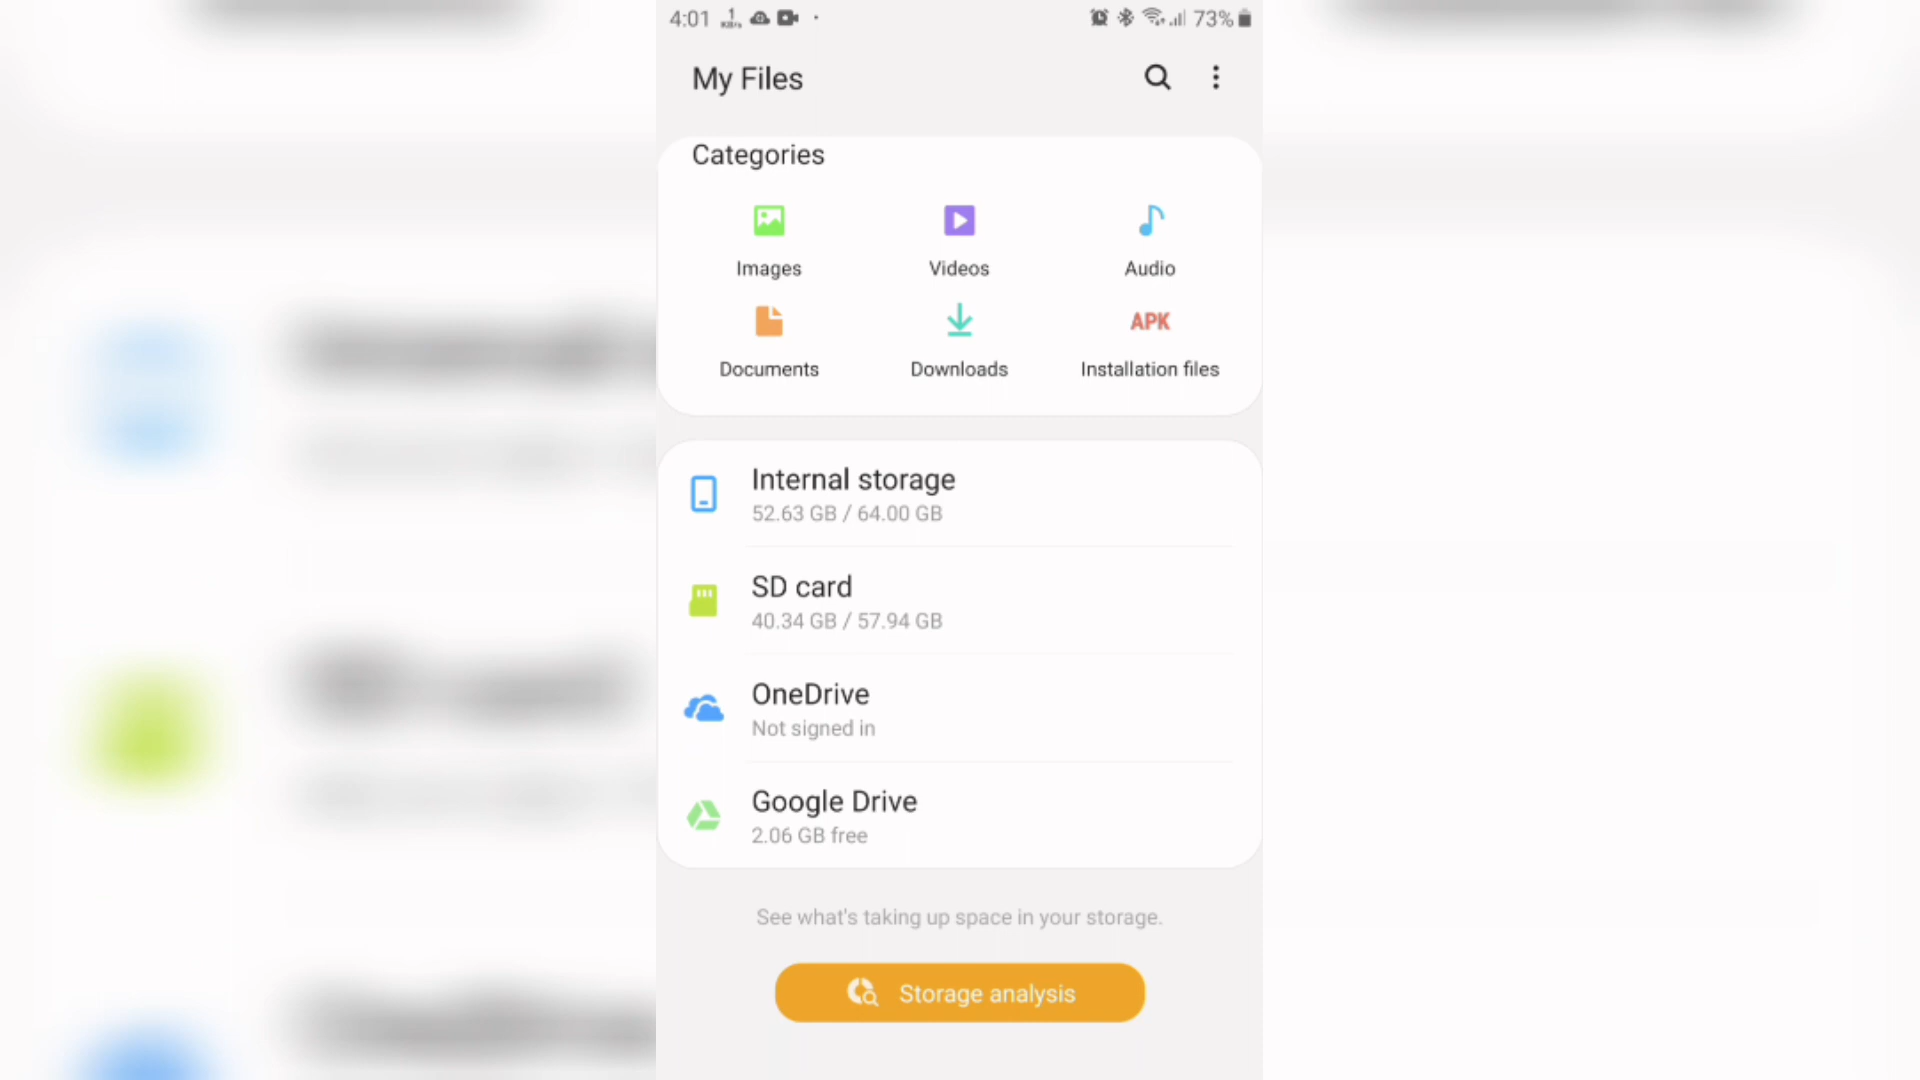 4:01 1 KB/s 73%
My Files
Categories
Images Videos Audio
APK
Documents Downloads Installation files
Internal storage
52.63 GB / 64.00 GB
SD card
40.34 GB / 57.94 GB
OneDrive
Not signed in
Google Drive
2.06 GB free
See what's taking up space in your storage.
Storage analysis